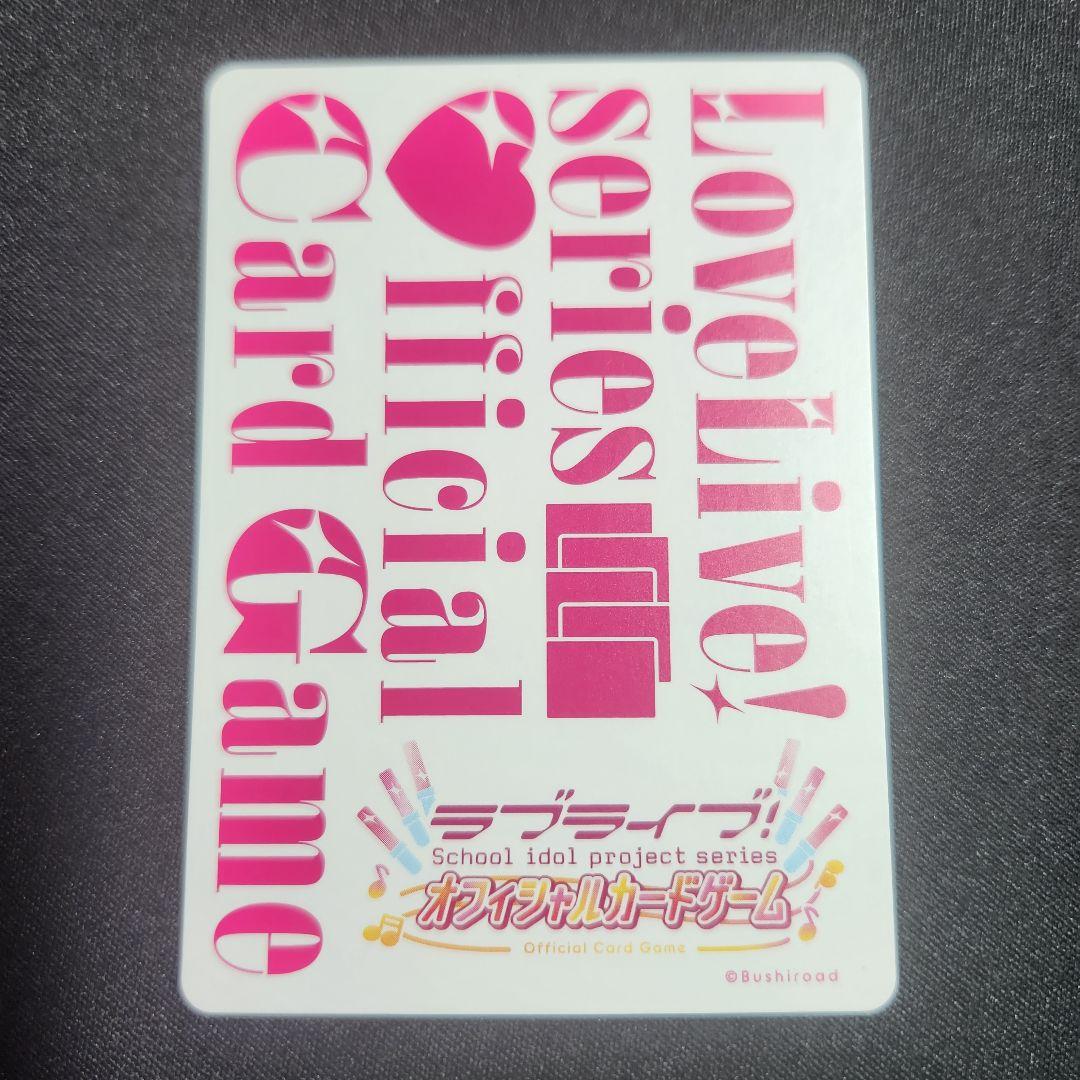 LoveLive!
series
official
Card Game
ラブライブ!
School idol project series
オフィシャルカードゲーム
Official Card Game
©Bushiroad